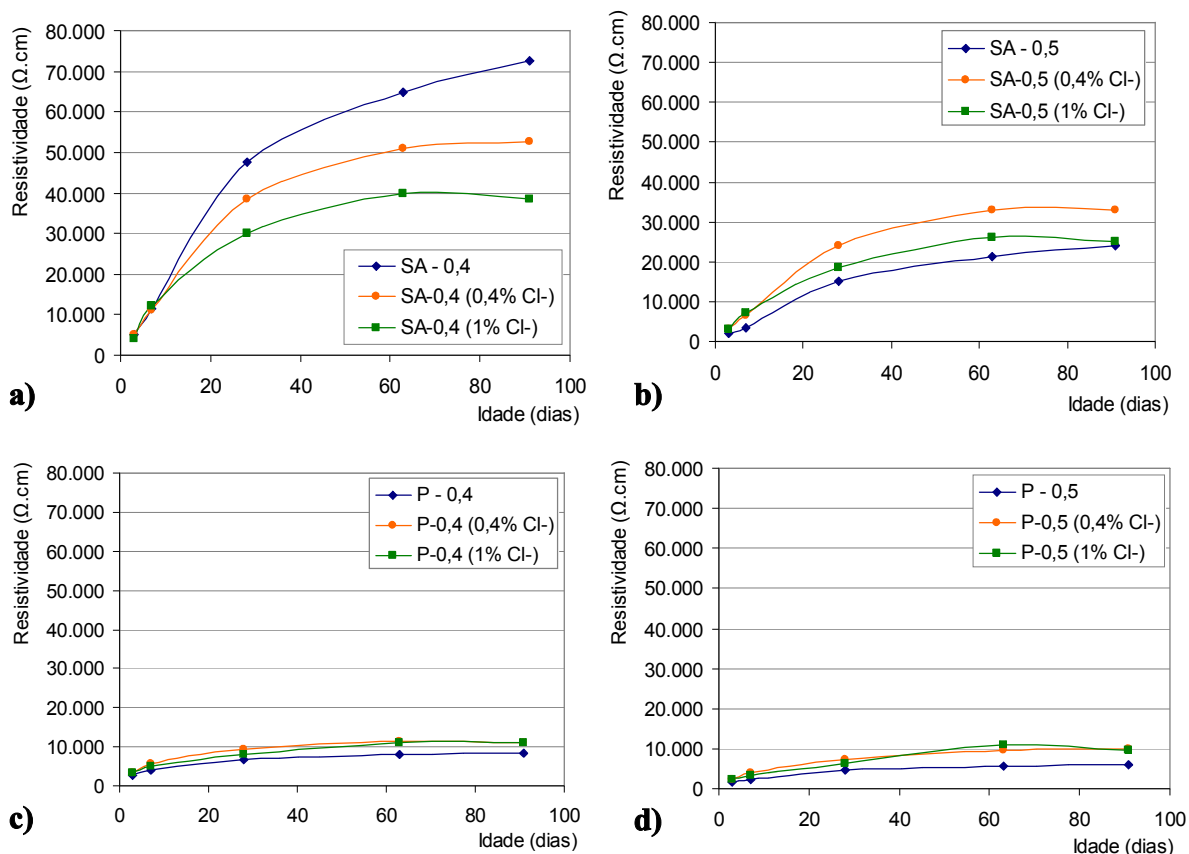 Resistividade (Ω.cm)
80.000
70.000
60.000
50.000
40.000
30.000
20.000
10.000
0
SA - 0,4
SA-0,4 (0,4% Cl-)
SA-0,4 (1% Cl-)
0 20 40 60 80 100
Idade (dias)
a)
Resistividade (Ω.cm)
80.000
70.000
60.000
50.000
40.000
30.000
20.000
10.000
0
SA - 0,5
SA-0,5 (0,4% Cl-)
SA-0,5 (1% Cl-)
0 20 40 60 80 100
Idade (dias)
b)
Resistividade (Ω.cm)
80.000
70.000
60.000
50.000
40.000
30.000
20.000
10.000
0
P - 0,4
P-0,4 (0,4% Cl-)
P-0,4 (1% Cl-)
0 20 40 60 80 100
Idade (dias)
c)
Resistividade (Ω.cm)
80.000
70.000
60.000
50.000
40.000
30.000
20.000
10.000
0
P - 0,5
P-0,5 (0,4% Cl-)
P-0,5 (1% Cl-)
0 20 40 60 80 100
Idade (dias)
d)